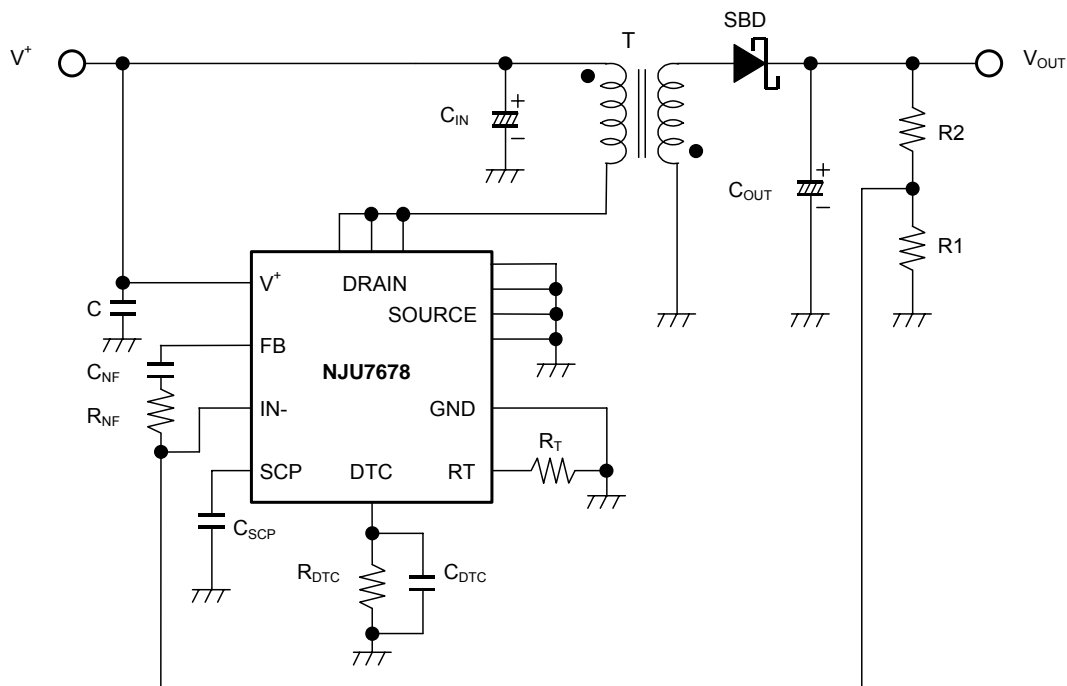 SBD
T
V+
VOUT
CIN
+
−
R2
COUT
+
−
R1
V+
DRAIN
C
SOURCE
FB
CNF
NJU7678
RNF
IN-
GND
RT
SCP
DTC
RT
CSCP
RDTC
CDTC